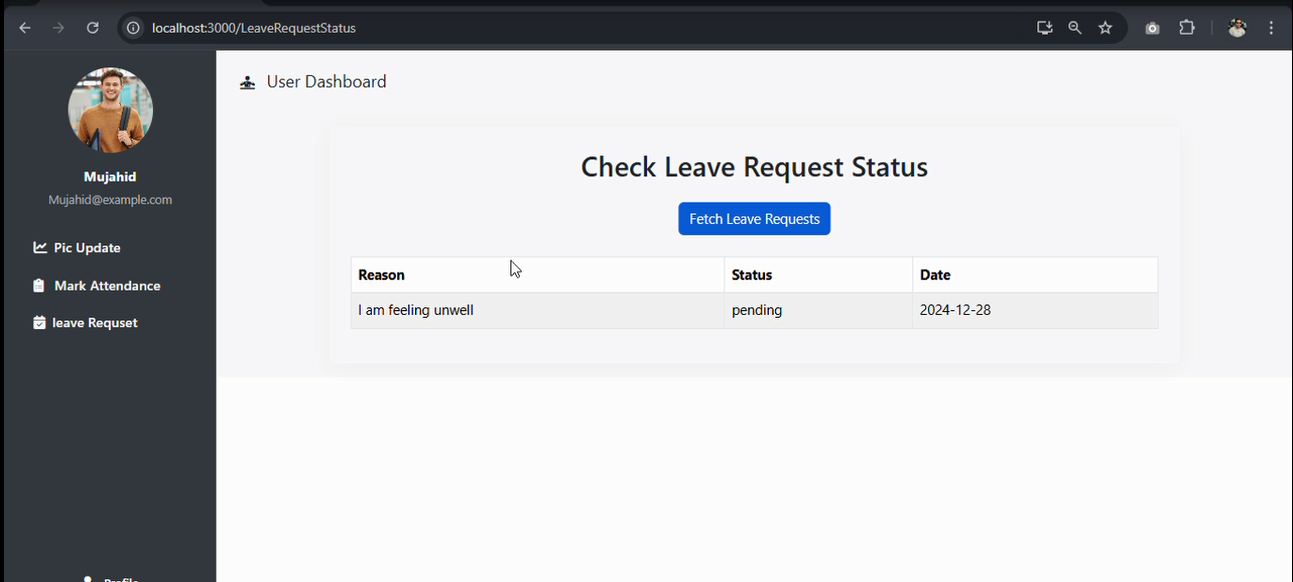 localhost:3000/LeaveRequestStatus
User Dashboard
Mujahid
Mujahid@example.com
Pic Update
Mark Attendance
leave Requset
Check Leave Request Status
Fetch Leave Requests
Reason Status Date
I am feeling unwell pending 2024-12-28
Profile